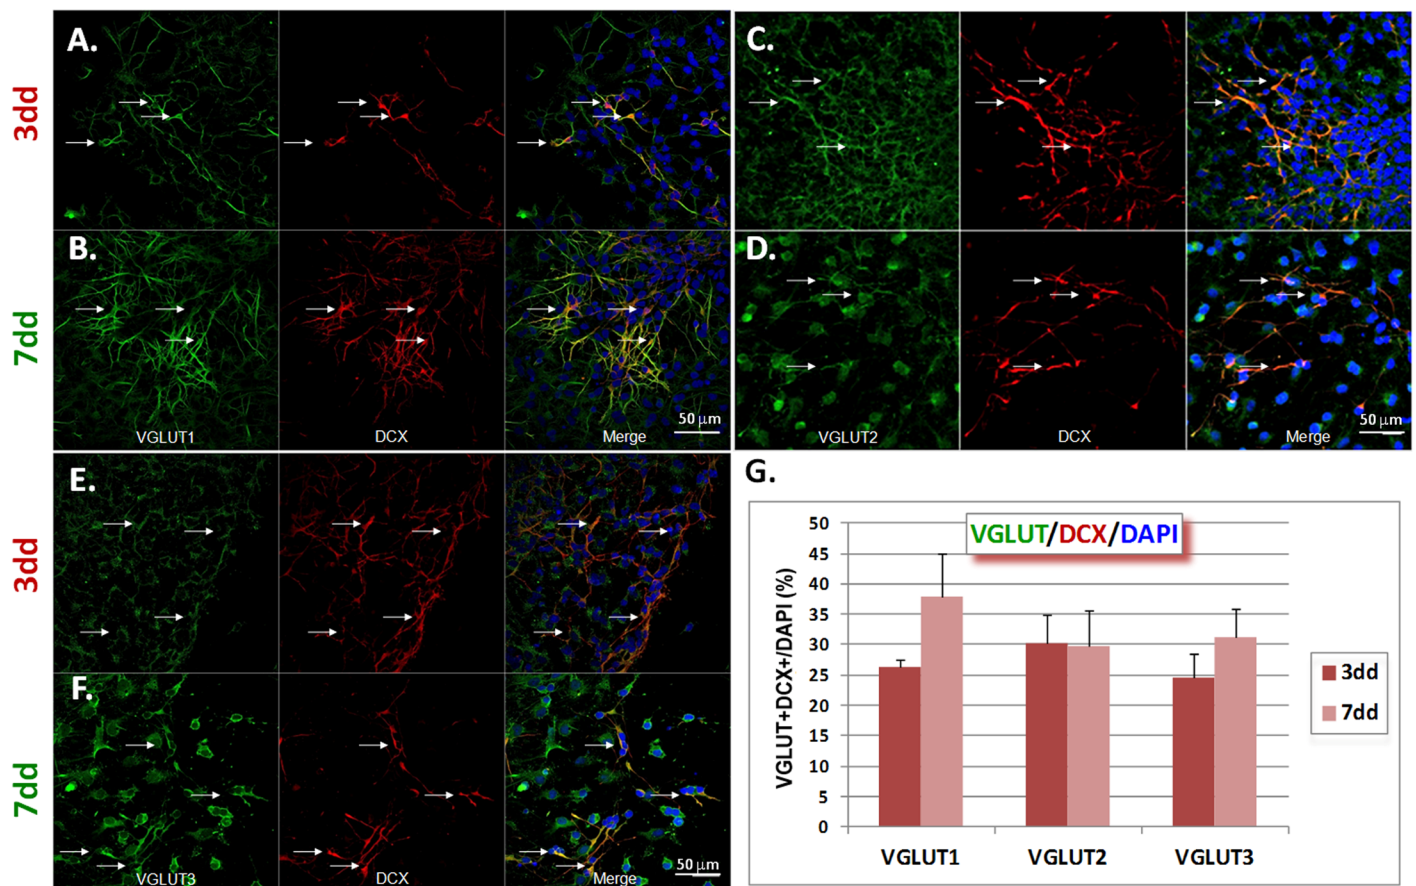 A.
3dd
B.
7dd
VGLUT1
DCX
Merge
50 μm
C.
D.
VGLUT2
DCX
Merge
50 μm
E.
3dd
F.
7dd
VGLUT3
DCX
Merge
50 μm
G.
VGLUT/DCX/DAPI
VGLUT+DCX+/DAPI (%)
50
45
40
35
30
25
20
15
10
5
0
VGLUT1
VGLUT2
VGLUT3
3dd
7dd